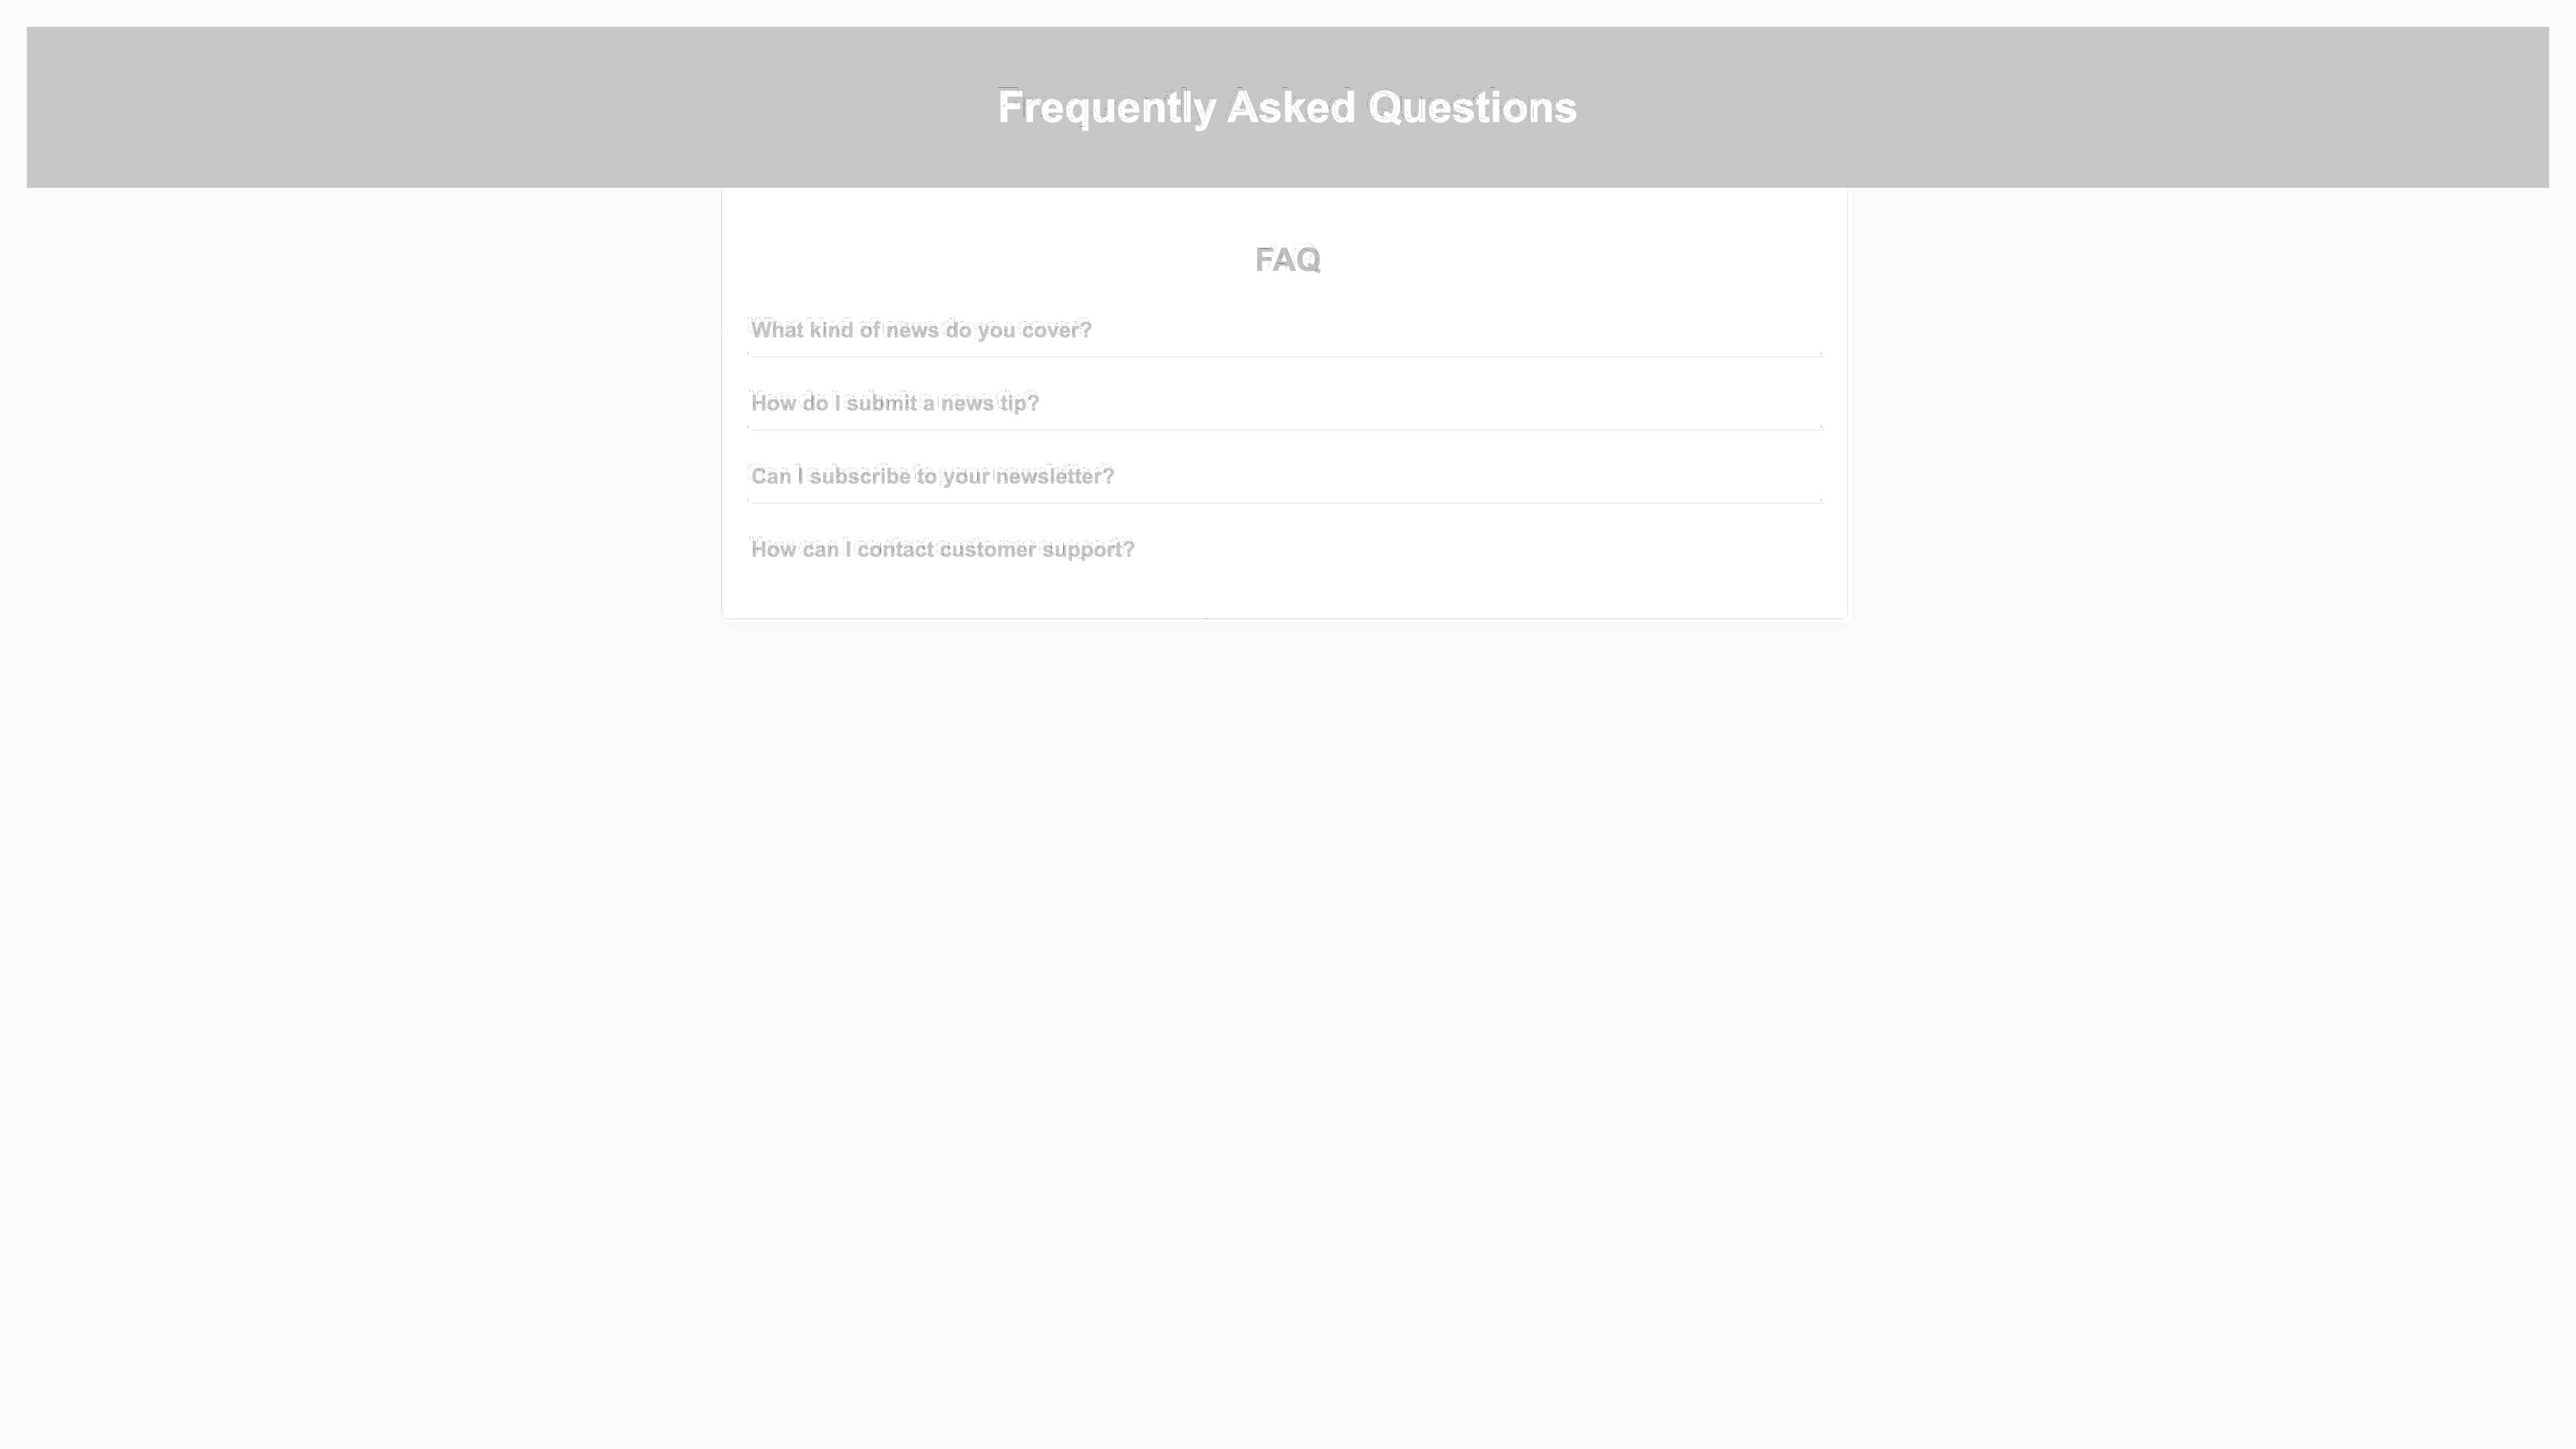 Frequently Asked Questions
FAQ
What kind of news do you cover?
How do I submit a news tip?
Can I subscribe to your newsletter?
How can I contact customer support?